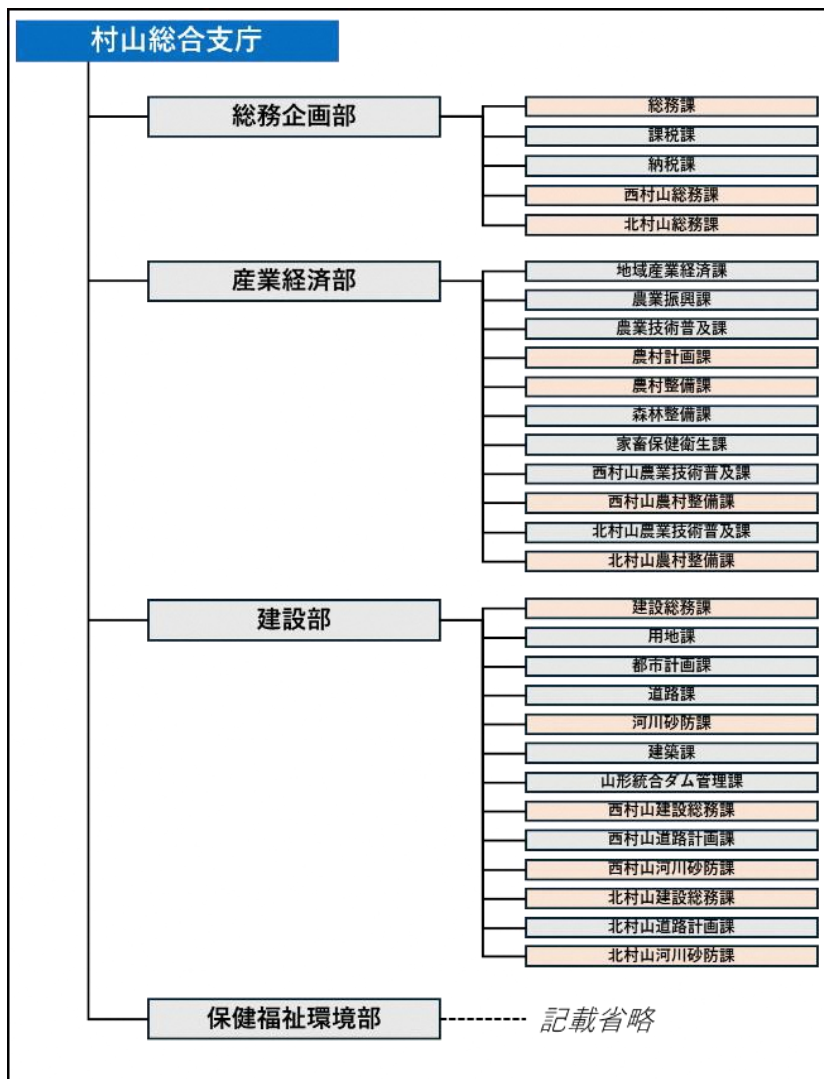 村山総合支庁
総務企画部
総務課
課税課
納税課
西村山総務課
北村山総務課
産業経済部
地域産業経済課
農業振興課
農業技術普及課
農村計画課
農村整備課
森林整備課
家畜保健衛生課
西村山農業技術普及課
西村山農村整備課
北村山農業技術普及課
北村山農村整備課
建設部
建設総務課
用地課
都市計画課
道路課
河川砂防課
建築課
山形統合ダム管理課
西村山建設総務課
西村山道路計画課
西村山河川砂防課
北村山建設総務課
北村山道路計画課
北村山河川砂防課
保健福祉環境部
記載省略